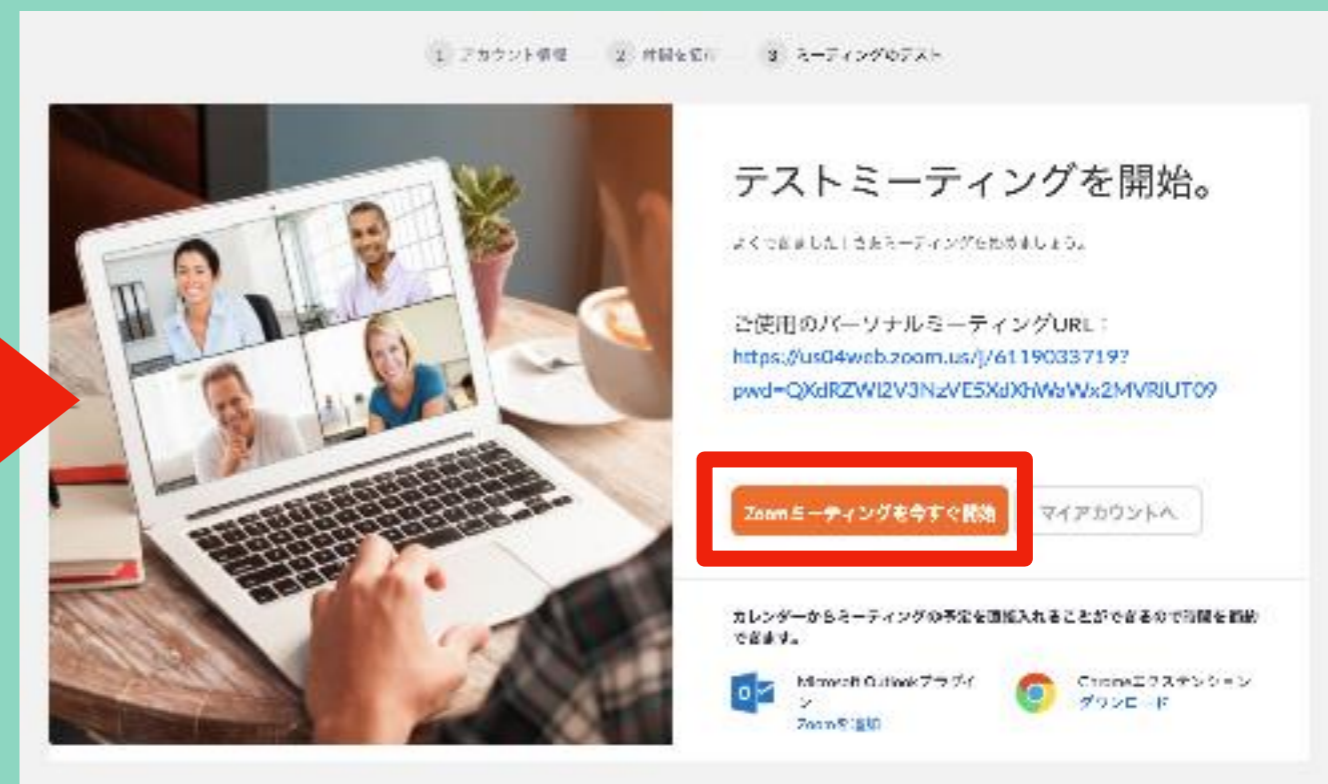 1 アカウント情報 2 仲間を招待 3 ミーティングのテスト
テストミーティングを開始。
よくできました！さあミーティングを始めましょう。
ご使用のパーソナルミーティングURL：
https://us04web.zoom.us/j/6119033719?
Zoomミーティングを今すぐ開始 マイアカウントへ
カレンダーからミーティングの予定を直接入れることができるので時間を節約
できます。
Microsoft Outlookプラグイ
ン
Zoomを追加
Chromeエクステンション
ダウンロード